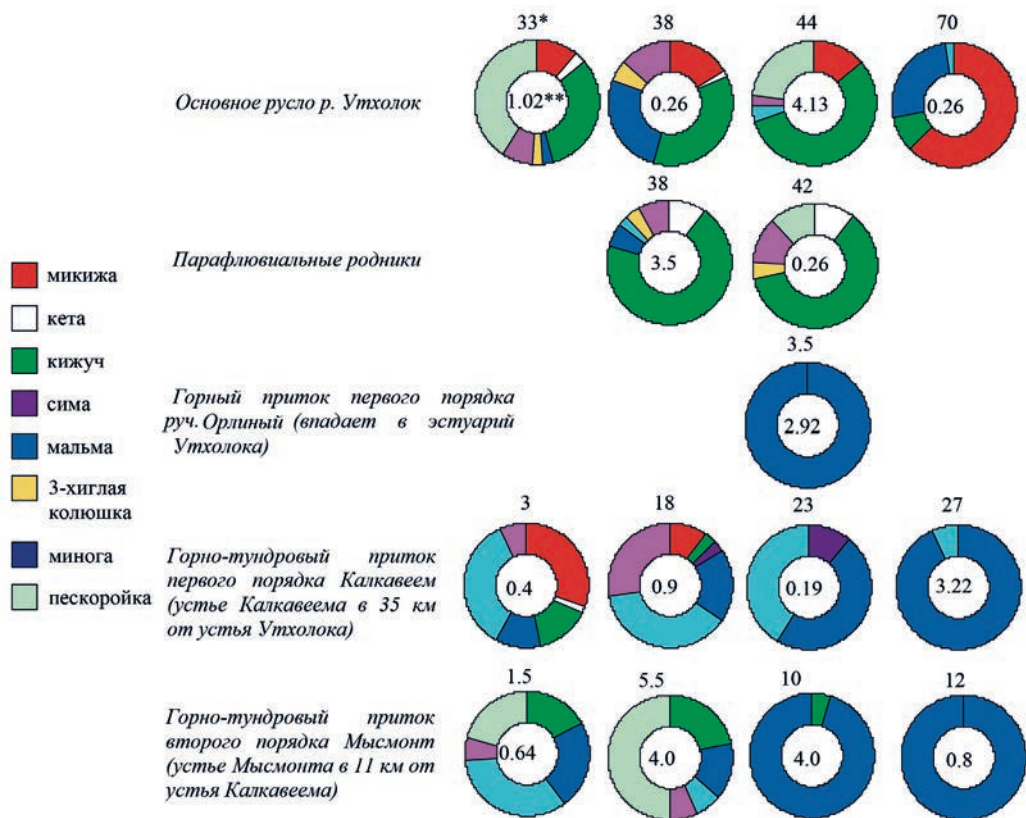 33* 38 44 70
Основное русло р. Утхолок
1.02** 0.26 4.13 0.26
38 42
Парафлювиальные родники
3.5 0.26
микижа
кета
кижуч
сима
мальма
3-хиглая
колюшка
минога
пескоройка
3.5
Горный приток первого порядка
руч. Орлиный (впадает в эстуарий
Утхолока)
2.92
3 18 23 27
Горно-тундровый приток
первого порядка Калкавеем
(устье Калкавеема в 35 км
от устья Утхолока)
0.4 0.9 0.19 3.22
1.5 5.5 10 12
Горно-тундровый приток
второго порядка Мысмонт
(устье Мысмонта в 11 км от
устья Калкавеема)
0.64 4.0 4.0 0.8